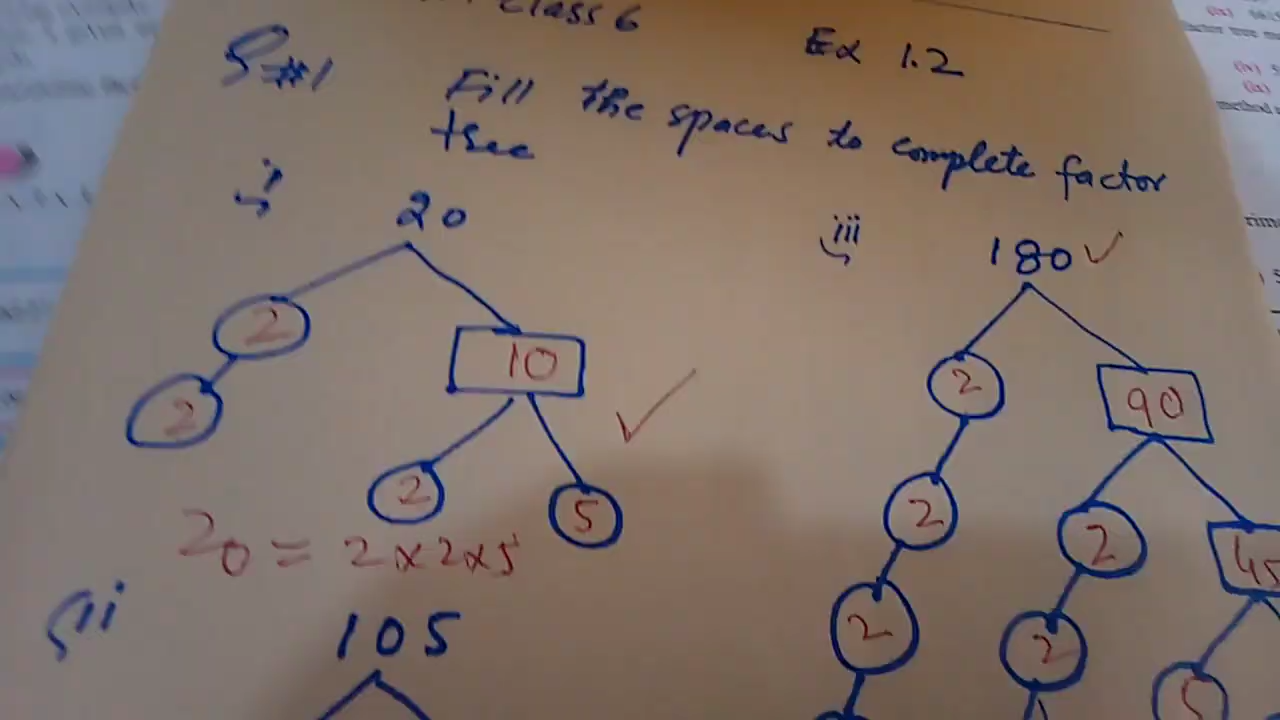 Class 6
Ex 1.2
Q#1
Fill the spaces to complete factor
tree
i
20
2
10
2
2
5
20 = 2×2×5
ii
105
iii
180
2
90
2
2
45
2
2
5